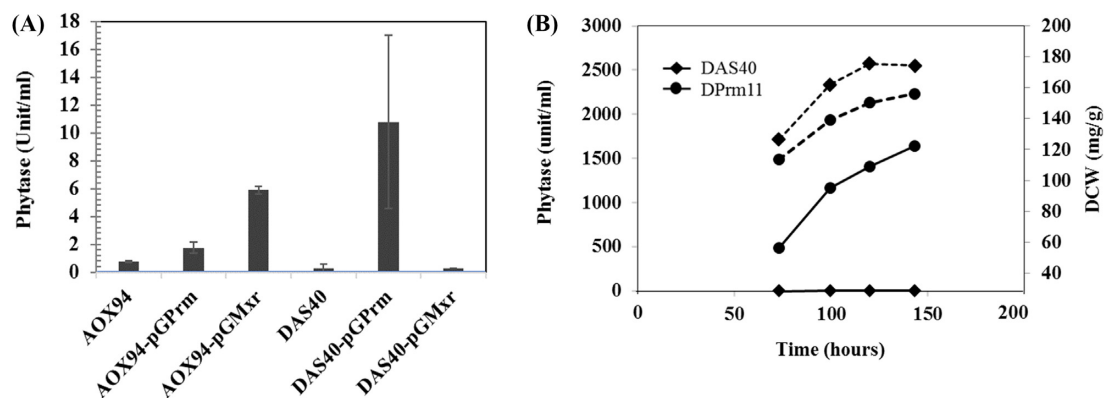 (A)
Phytase (Unit/ml)
18
16
14
12
10
8
6
4
2
0
AOX94
AOX94-pGPrm
AOX94-pGMxr
DAS40
DAS40-pGPrm
DAS40-pGMxr
(B)
Phytase (unit/ml)
3000
2500
2000
1500
1000
500
0
DAS40
DPrm11
200
180
160
140
120
100
80
60
40
DCW (mg/g)
0
50
100
150
200
Time (hours)